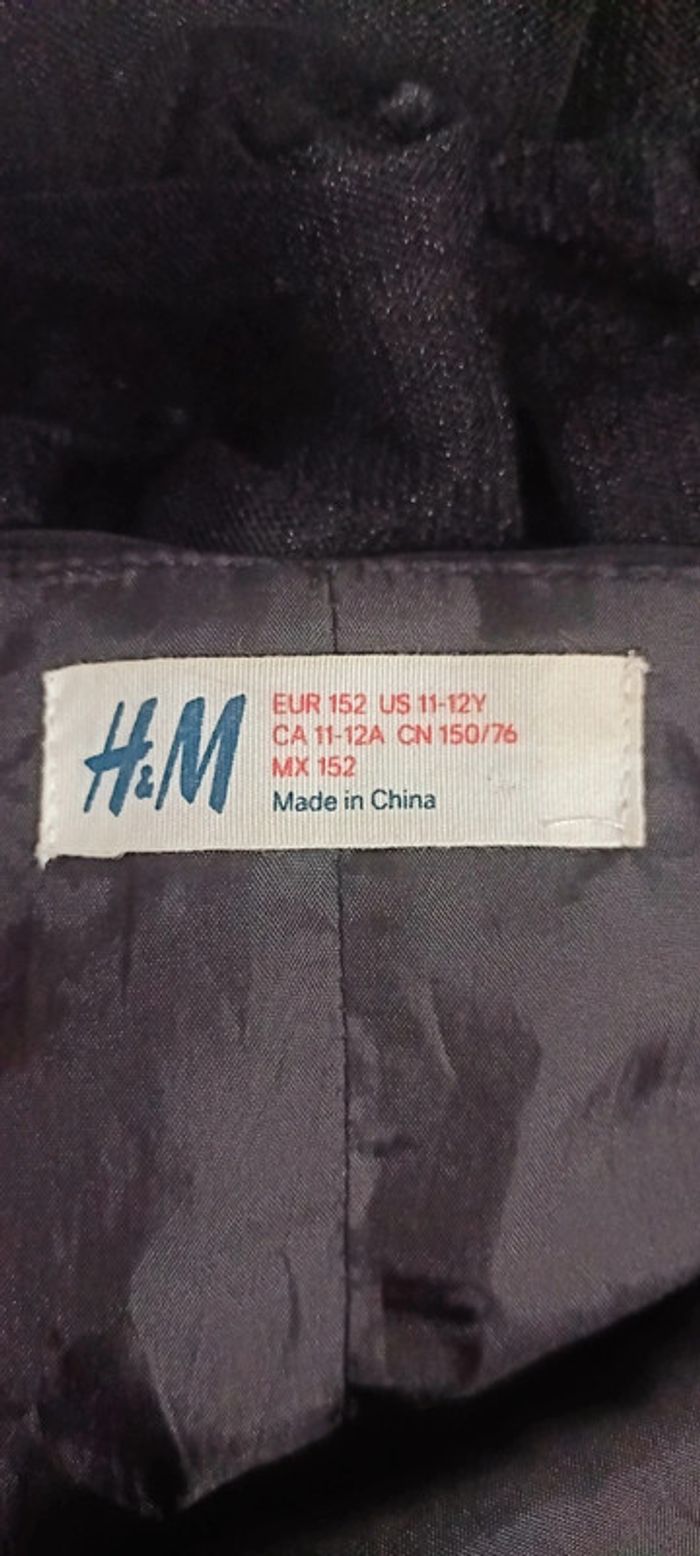 H&M
EUR 152 US 11-12Y
CA 11-12A CN 150/76
MX 152
Made in China